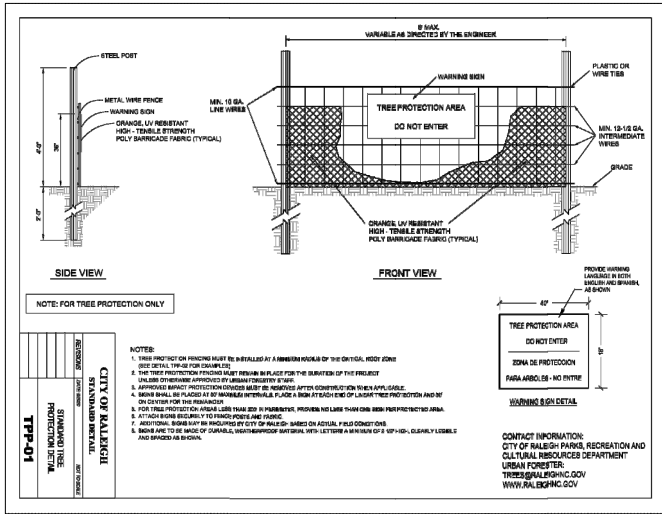 8' MAX.
VARIABLE AS DIRECTED BY THE ENGINEER
STEEL POST
WARNING SIGN
PLASTIC OR
WIRE TIES
METAL WIRE FENCE
WARNING SIGN
ORANGE, UV RESISTANT
HIGH - TENSILE STRENGTH
POLY BARRICADE FABRIC (TYPICAL)
MIN. 10 GA.
LINE WIRES
TREE PROTECTION AREA
DO NOT ENTER
MIN. 12-1/2 GA.
INTERMEDIATE
WIRES
GRADE
ORANGE, UV RESISTANT
HIGH - TENSILE STRENGTH
POLY BARRICADE FABRIC (TYPICAL)
SIDE VIEW
FRONT VIEW
NOTE: FOR TREE PROTECTION ONLY
PROVIDE WARNING
LANGUAGE IN BOTH
ENGLISH AND SPANISH,
AS SHOWN
40"
TREE PROTECTION AREA
DO NOT ENTER
ZONA DE PROTECCION
PARA ARBOLES - NO ENTRE
WARNING SIGN DETAIL
NOTES:
1. TREE PROTECTION FENCING MUST BE INSTALLED AT A MINIMUM RADIUS OF THE CRITICAL ROOT ZONE
(SEE DETAIL TPP-02 FOR EXAMPLES)
2. THE TREE PROTECTION FENCING MUST REMAIN IN PLACE FOR THE DURATION OF THE PROJECT
UNLESS OTHERWISE APPROVED BY URBAN FORESTRY STAFF.
3. APPROVED IMPACT PROTECTION DEVICES MUST BE REMOVED AFTER CONSTRUCTION WHEN APPLICABLE.
4. SIGNS SHALL BE PLACED AT 50' MAXIMUM INTERVALS. PLACE A SIGN AT EACH END OF LINEAR TREE PROTECTION AND 50'
ON CENTER FOR THE REMAINDER
5. FOR TREE PROTECTION AREAS LESS THAN 200' IN PERIMETER, PROVIDE NO LESS THAN ONE SIGN PER PROTECTED AREA.
6. ATTACH SIGNS SECURELY TO FENCE POSTS AND FABRIC.
7. ADDITIONAL SIGNS MAY BE REQUIRED BY CITY OF RALEIGH BASED ON ACTUAL FIELD CONDITIONS
8. SIGNS ARE TO BE MADE OF DURABLE, WEATHERPROOF MATERIAL WITH LETTERS A MINIMUM OF 3 1/2" HIGH, CLEARLY LEGIBLE
AND SPACED AS SHOWN.
CITY OF RALEIGH
STANDARD DETAIL
REVISIONS
NOT TO SCALE
STANDARD TREE
PROTECTION DETAIL
TPP-01
CONTACT INFORMATION:
CITY OF RALEIGH PARKS, RECREATION AND
CULTURAL RESOURCES DEPARTMENT
URBAN FORESTER:
TREES@RALEIGHNC.GOV
WWW.RALEIGHNC.GOV